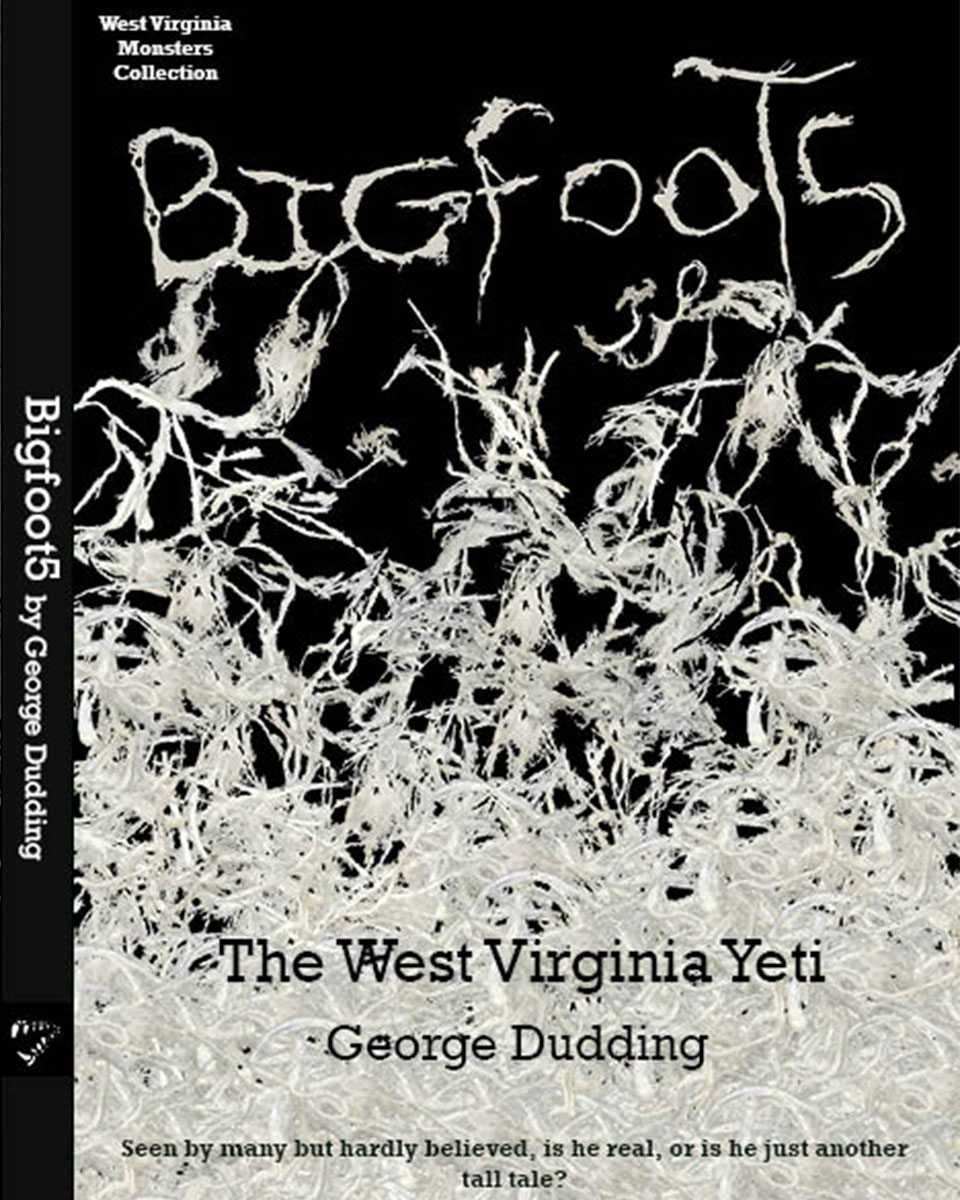 West Virginia
Monsters
Collection
BIGfooT5
The West Virginia Yeti
George Dudding
Seen by many but hardly believed, is he real, or is he just another
tall tale?
Bigfoot5 by George Dudding